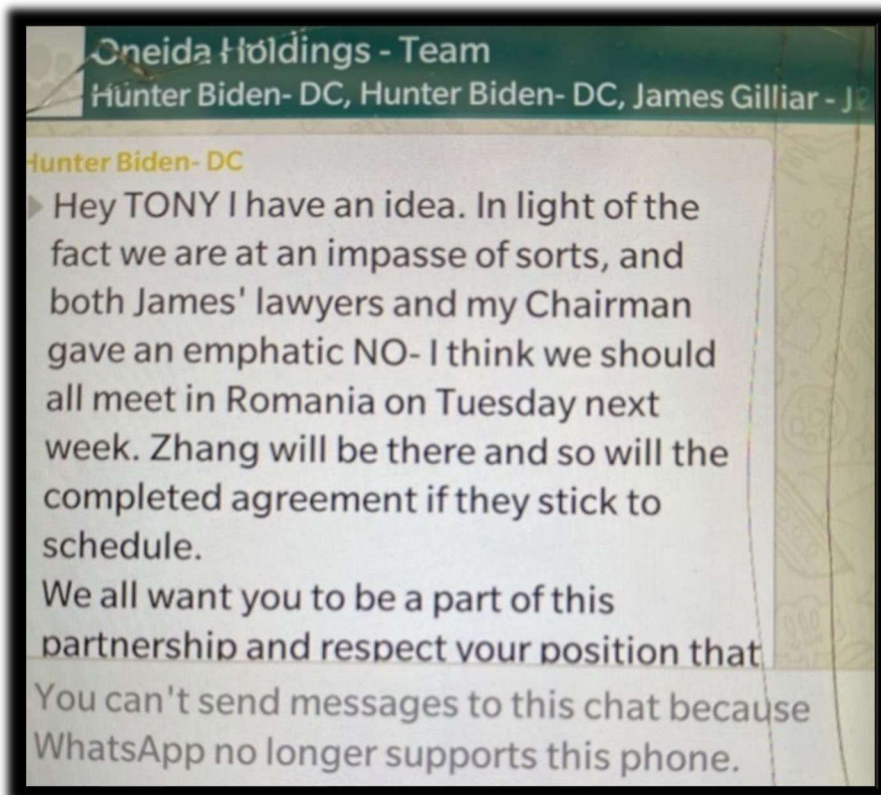 Oneida Holdings - Team
Hunter Biden- DC, Hunter Biden- DC, James Gilliar - J2
Hunter Biden- DC
Hey TONY I have an idea. In light of the
fact we are at an impasse of sorts, and
both James' lawyers and my Chairman
gave an emphatic NO- I think we should
all meet in Romania on Tuesday next
week. Zhang will be there and so will the
completed agreement if they stick to
schedule.
We all want you to be a part of this
partnership and respect your position that
You can't send messages to this chat because
WhatsApp no longer supports this phone.